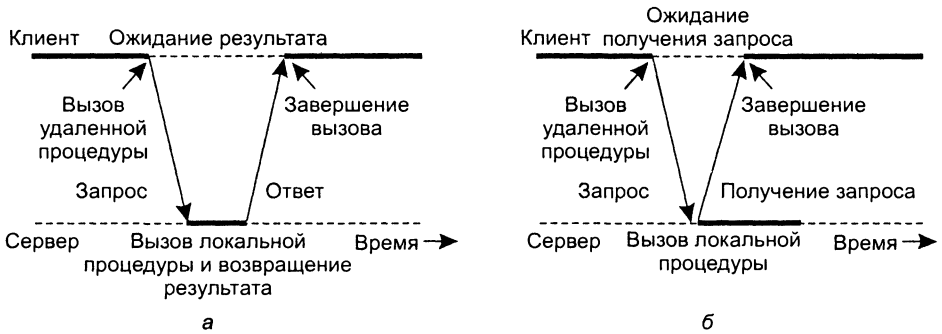 Клиент
Ожидание результата
Вызов
удаленной
процедуры
Завершение
вызова
Запрос
Ответ
Сервер
Вызов локальной
процедуры и возвращение
результата
Время
а
Клиент
Ожидание
получения запроса
Вызов
удаленной
процедуры
Завершение
вызова
Запрос
Получение запроса
Сервер
Вызов локальной
процедуры
Время
б